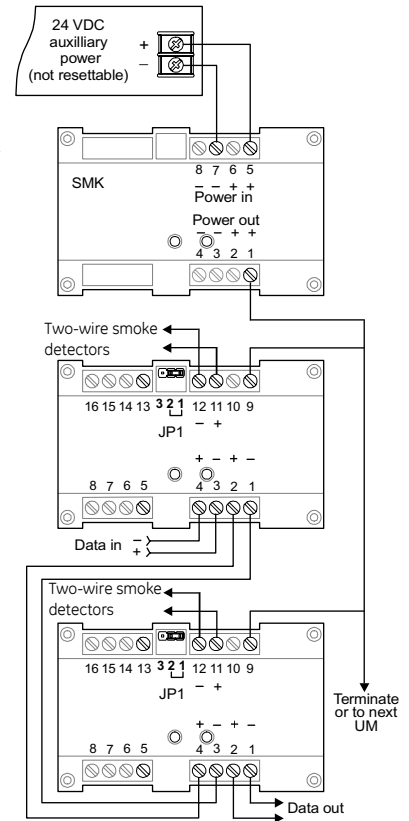 24 VDC
auxilliary
power
(not resettable)
+
−
8 7 6 5
− − + +
SMK
Power in
Power out
− − + +
4 3 2 1
Two-wire smoke
detectors
16 15 14 13 3 2 1 12 11 10 9
JP1
− +
+ − + −
8 7 6 5 4 3 2 1
Data in −
+
Two-wire smoke
detectors
16 15 14 13 3 2 1 12 11 10 9
JP1
− +
Terminate
or to next
UM
+ − + −
8 7 6 5 4 3 2 1
Data out